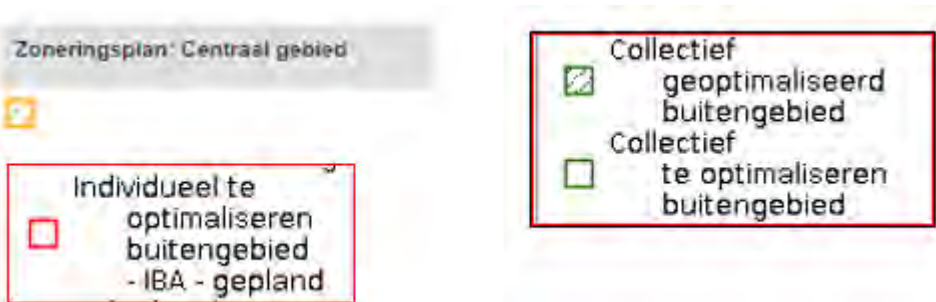 Zoneringsplan: Centraal gebied
Individueel te
optimaliseren
buitengebied
- IBA - gepland
Collectief
geoptimaliseerd
buitengebied
Collectief
te optimaliseren
buitengebied